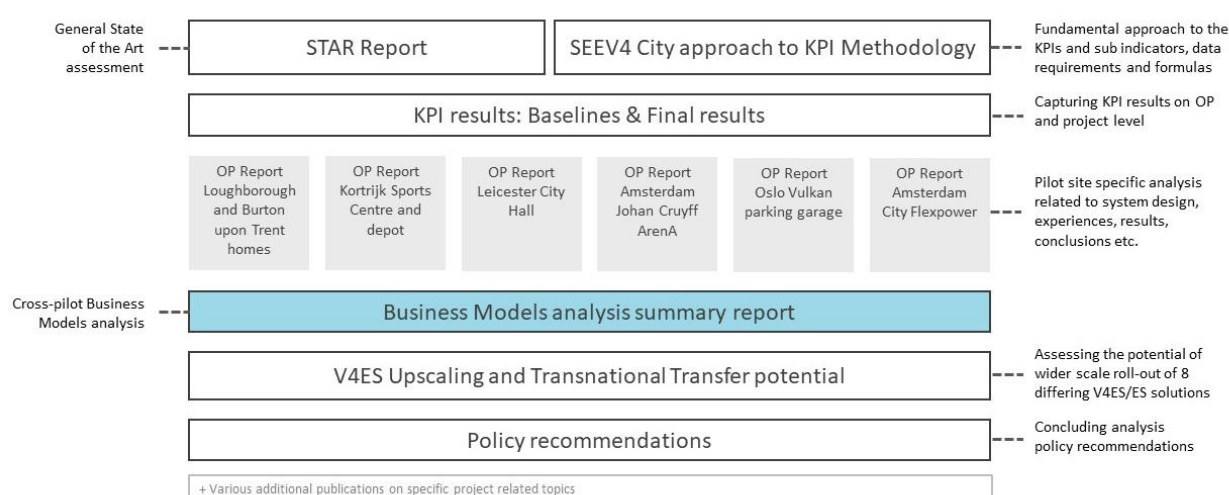 General State
of the Art
assessment
STAR Report
SEEV4 City approach to KPI Methodology
Fundamental approach to the
KPIs and sub indicators, data
requirements and formulas
KPI results: Baselines & Final results
Capturing KPI results on OP
and project level
OP Report
Loughborough
and Burton
upon Trent
homes
OP Report
Kortrijk Sports
Centre and
depot
OP Report
Leicester City
Hall
OP Report
Amsterdam
Johan Cruyff
ArenA
OP Report
Oslo Vulkan
parking garage
OP Report
Amsterdam
City Flexpower
Pilot site specific analysis
related to system design,
experiences, results,
conclusions etc.
Cross-pilot Business
Models analysis
Business Models analysis summary report
V4ES Upscaling and Transnational Transfer potential
Assessing the potential of
wider scale roll-out of 8
differing V4ES/ES solutions
Policy recommendations
Concluding analysis
policy recommendations
+ Various additional publications on specific project related topics